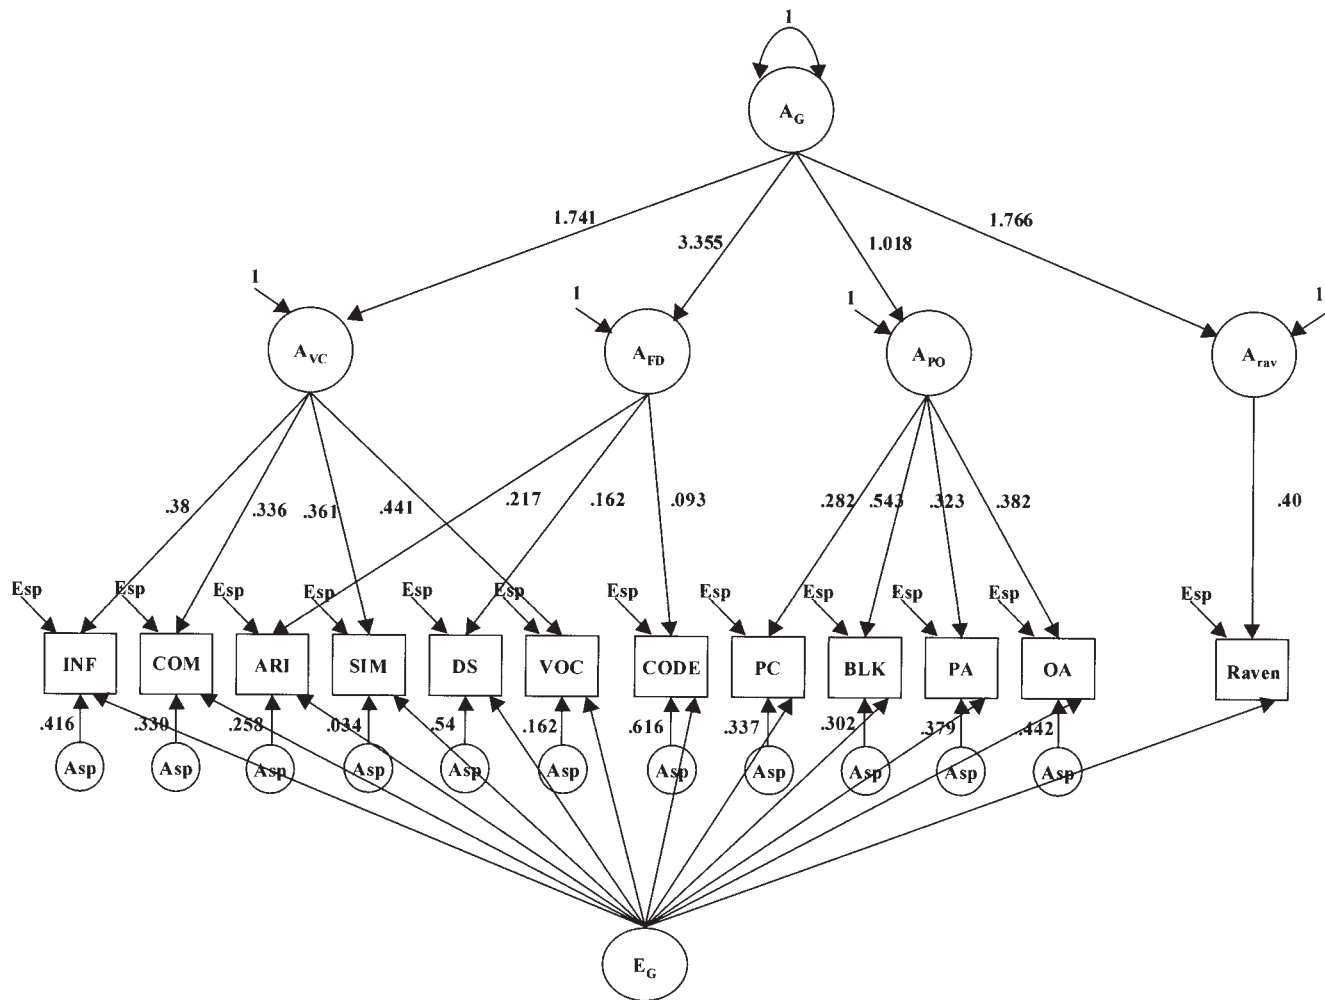 1
A_G
1.741
3.355
1.018
1.766
1
1
1
1
A_VC
A_FD
A_PO
A_rav
.38
.336
.361
.441
.217
.162
.093
.282
.543
.323
.382
.40
Esp
Esp
Esp
Esp
Esp
Esp
Esp
Esp
Esp
Esp
Esp
Esp
INF
COM
ARI
SIM
DS
VOC
CODE
PC
BLK
PA
OA
Raven
.416
.330
.258
.034
.54
.162
.616
.337
.302
.379
.442
Asp
Asp
Asp
Asp
Asp
Asp
Asp
Asp
Asp
Asp
Asp
E_G